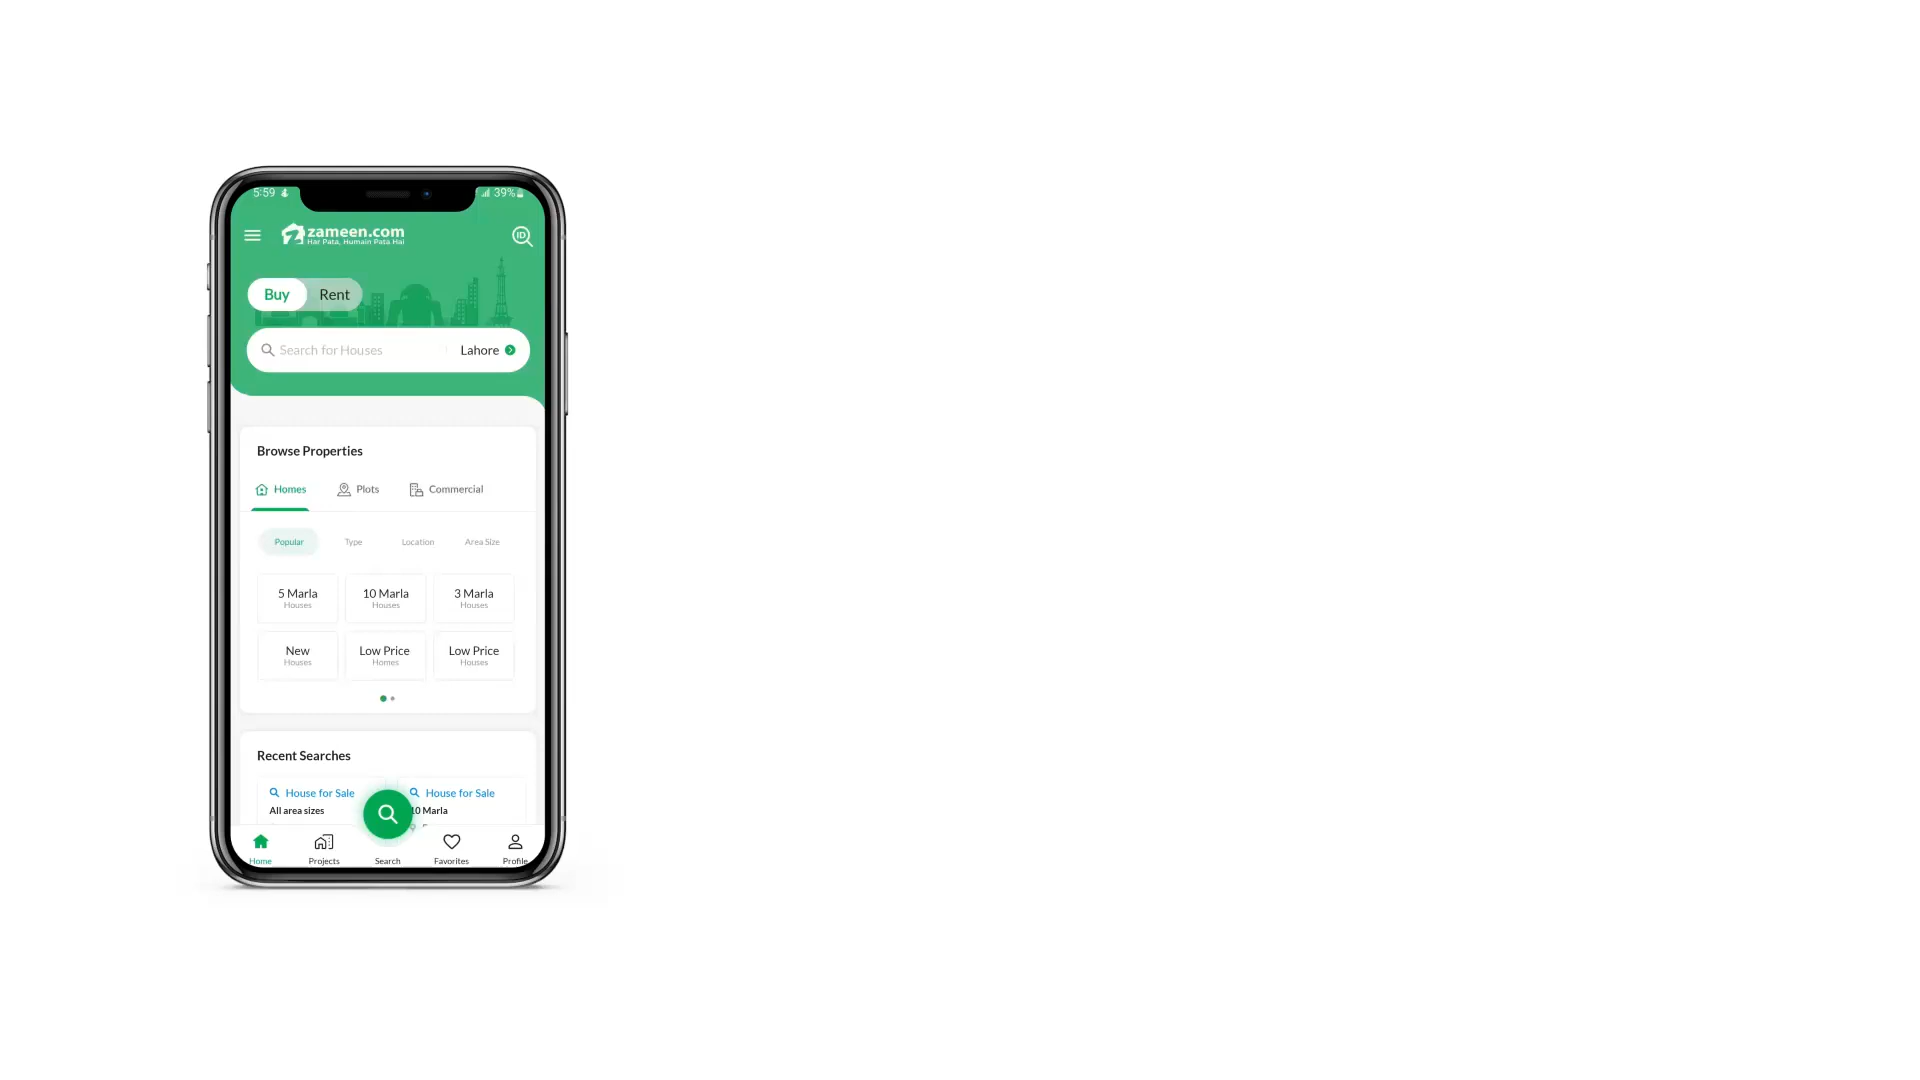 5:59 39%
zameen.com
Har Pata, Humain Pata Hai
ID
Buy Rent
Search for Houses Lahore
Browse Properties
Homes Plots Commercial
Popular Type Location Area Size
5 Marla 10 Marla 3 Marla
Houses Houses Houses
New Low Price Low Price
Houses Homes Houses
Recent Searches
House for Sale House for Sale
All area sizes 10 Marla
Home Projects Search Favorites Profile